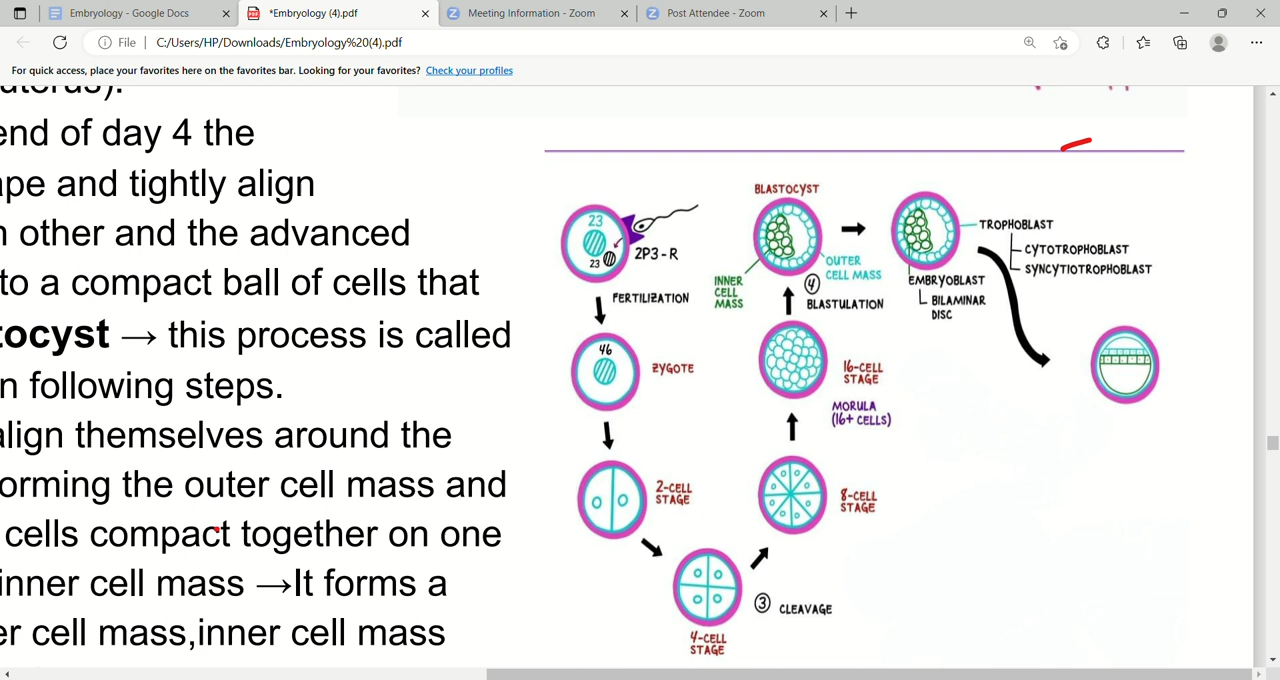 Embryology - Google Docs
*Embryology (4).pdf
Meeting Information - Zoom
Post Attendee - Zoom
File
C:/Users/HP/Downloads/Embryology%20(4).pdf
For quick access, place your favorites here on the favorites bar. Looking for your favorites? Check your profiles
end of day 4 the
ape and tightly align
other and the advanced
to a compact ball of cells that
tocyst → this process is called
n following steps.
align themselves around the
orming the outer cell mass and
cells compact together on one
inner cell mass →It forms a
er cell mass,inner cell mass
23
23
ZP3-R
FERTILIZATION
46
ZYGOTE
2-CELL
STAGE
4-CELL
STAGE
3 CLEAVAGE
8-CELL
STAGE
16-CELL
STAGE
MORULA
(16+ CELLS)
4
BLASTULATION
BLASTOCYST
INNER
CELL
MASS
OUTER
CELL MASS
TROPHOBLAST
CYTOTROPHOBLAST
SYNCYTIOTROPHOBLAST
EMBRYOBLAST
BILAMINAR
DISC